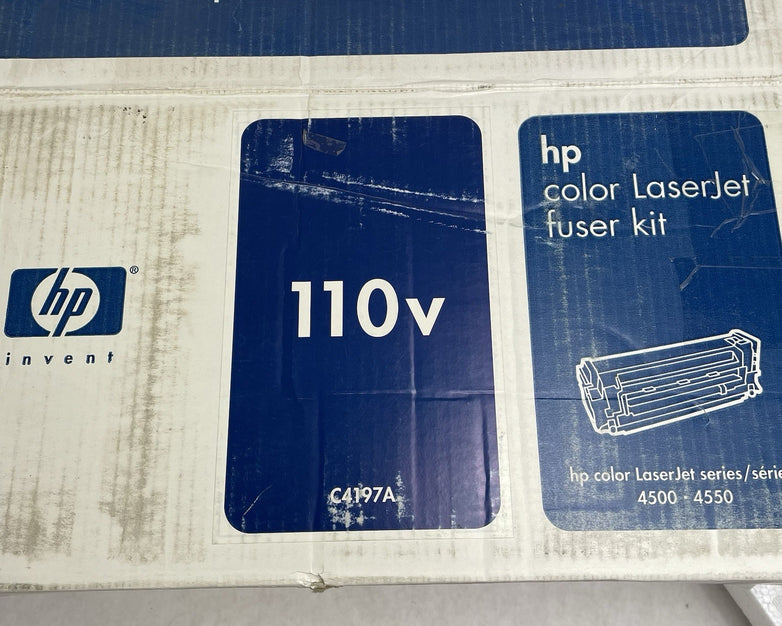 hp
invent
110v
C4197A
hp
color LaserJet
fuser kit
hp color LaserJet series/série
4500 · 4550